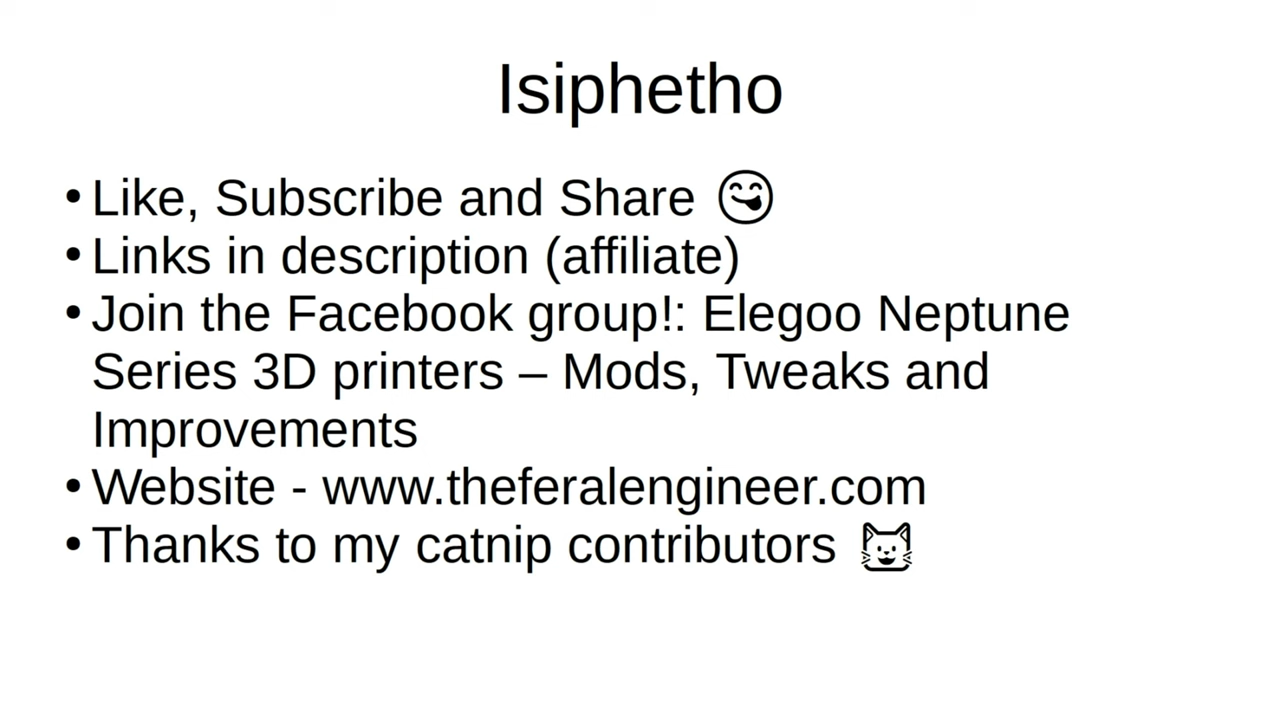 Isiphetho
• Like, Subscribe and Share 😋
• Links in description (affiliate)
• Join the Facebook group!: Elegoo Neptune
Series 3D printers – Mods, Tweaks and
Improvements
• Website - www.theferalengineer.com
• Thanks to my catnip contributors 😺